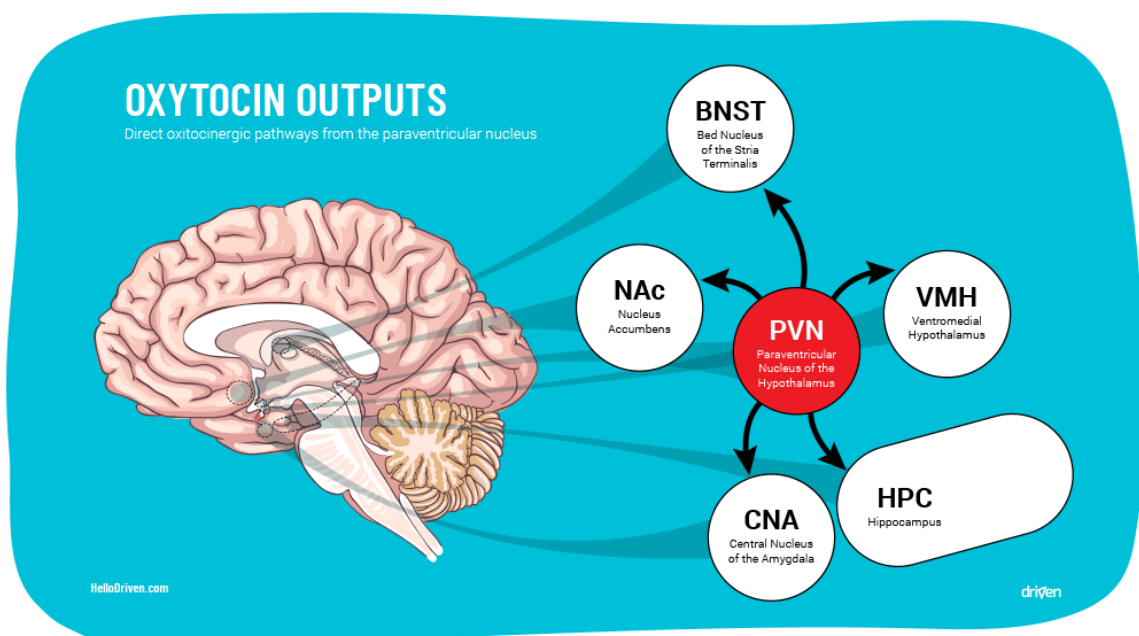 OXYTOCIN OUTPUTS
Direct oxitocinergic pathways from the paraventricular nucleus
BNST
Bed Nucleus
of the Stria
Terminalis
NAc
Nucleus
Accumbens
VMH
Ventromedial
Hypothalamus
PVN
Paraventricular
Nucleus of the
Hypothalamus
CNA
Central Nucleus
of the Amygdala
HPC
Hippocampus
HelloDriven.com
driven